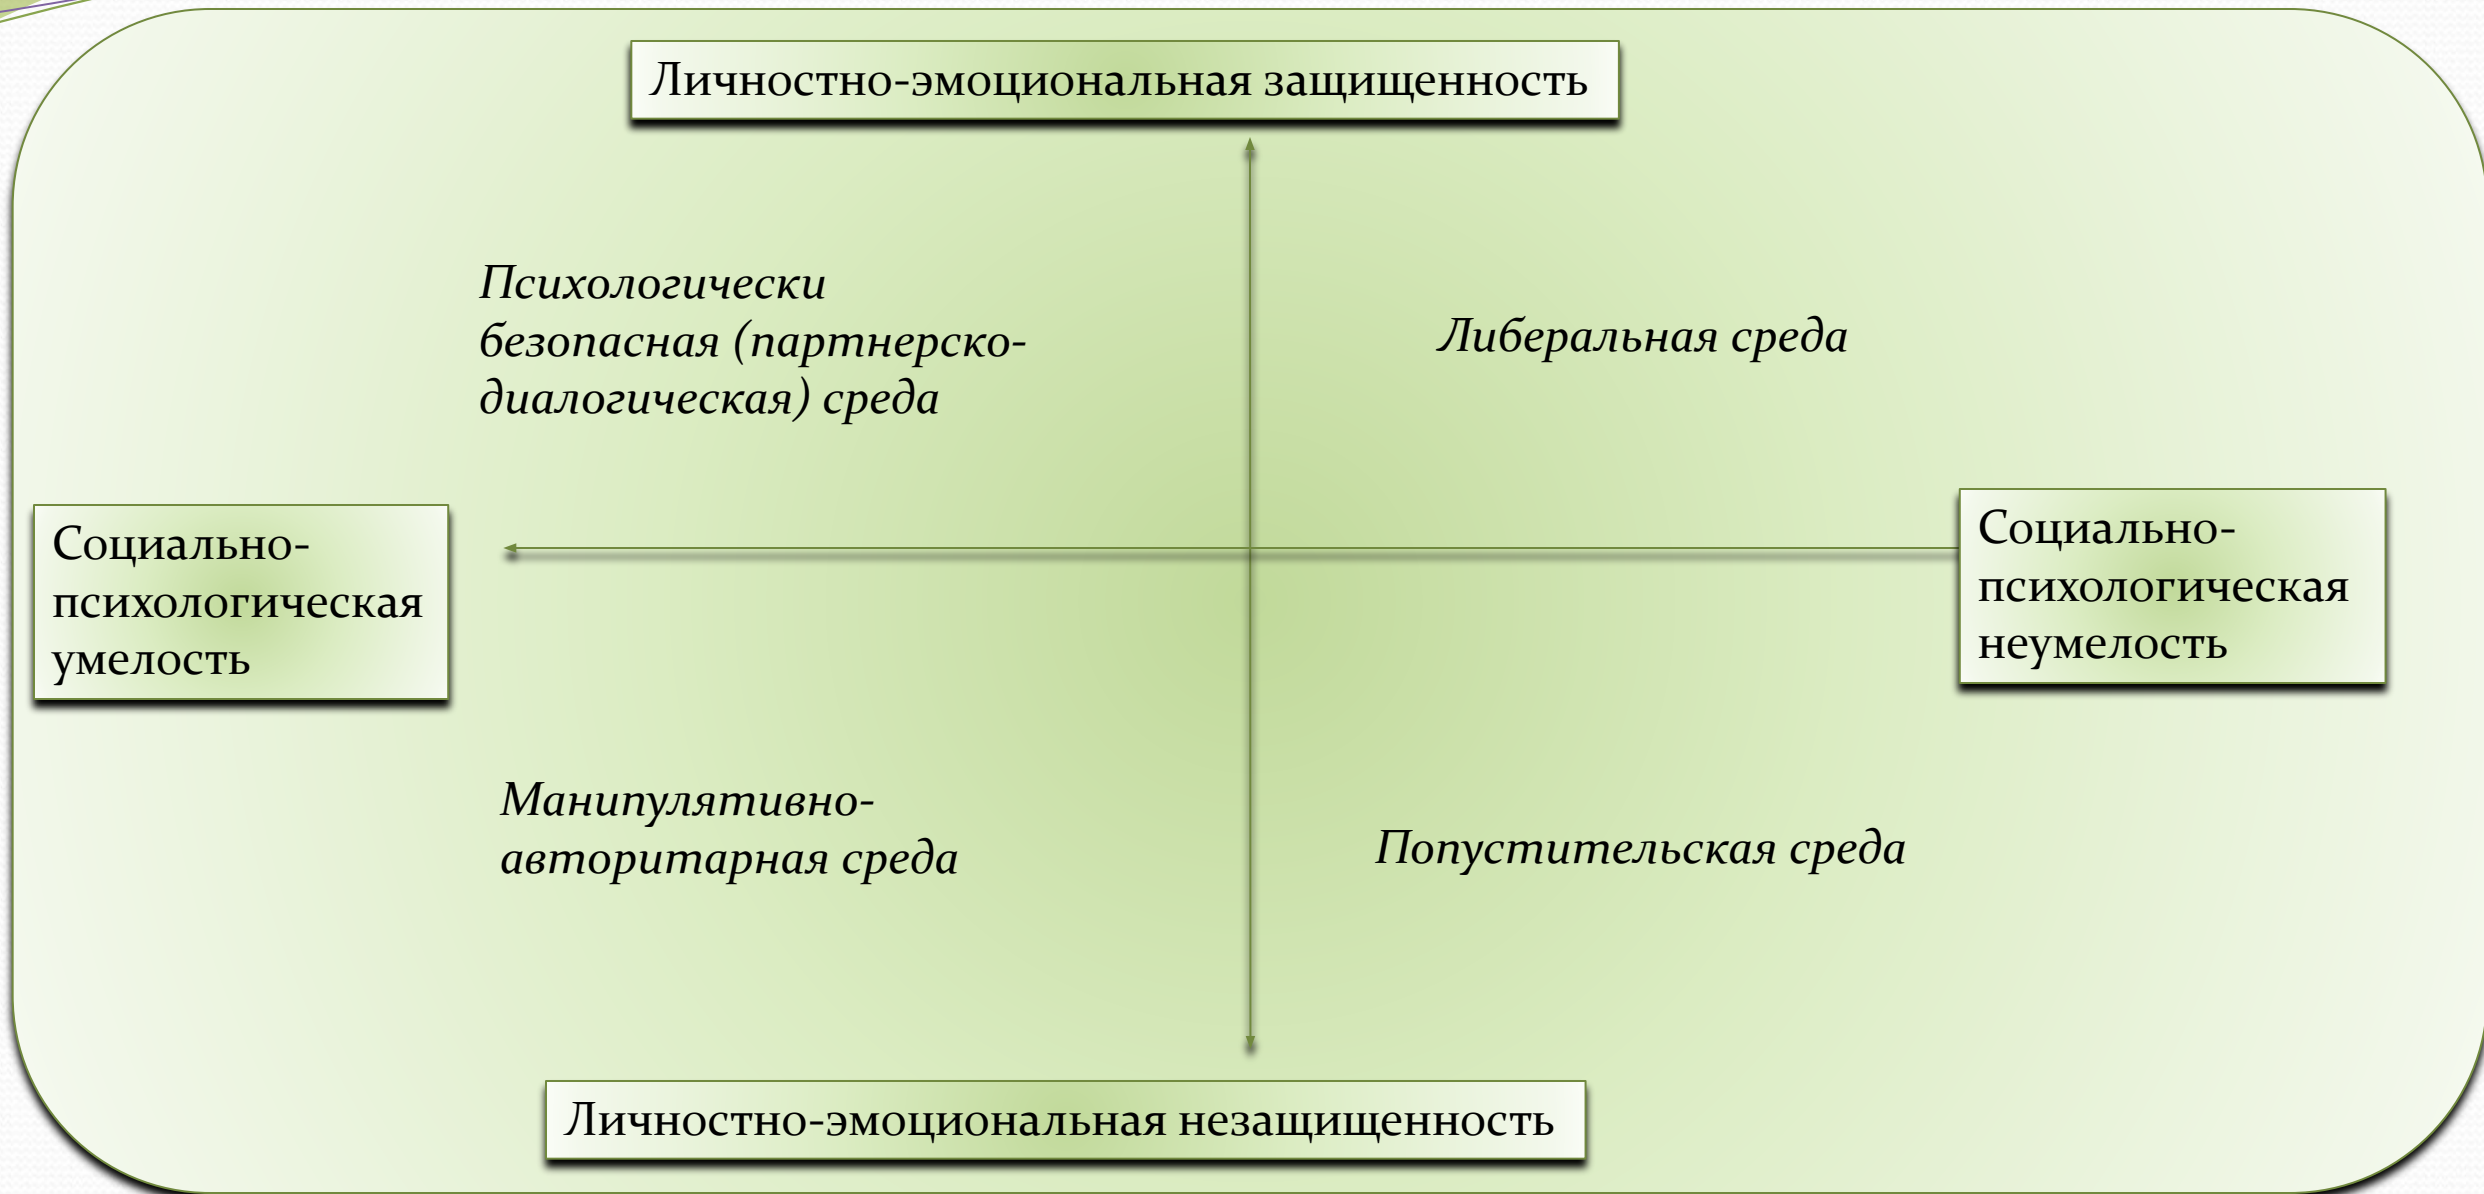 Личностно-эмоциональная защищенность
Психологически
безопасная (партнерско-
диалогическая) среда
Либеральная среда
Социально-
психологическая
умелость
Социально-
психологическая
неумелость
Манипулятивно-
авторитарная среда
Попустительская среда
Личностно-эмоциональная незащищенность